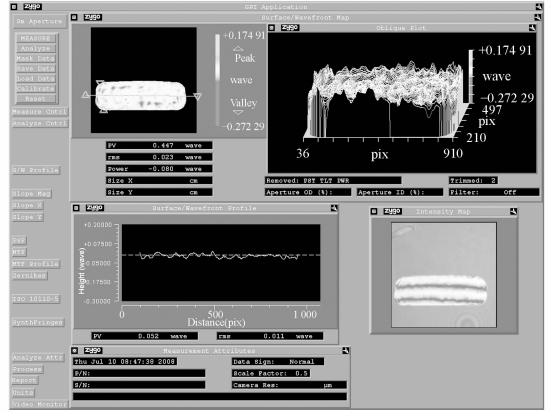 zygo
GPI Application
9m Aperture
MEASURE
Analyze
Mask Data
Save Data
Load Data
Calibrate
Reset
Measure Cntrl
Analyze Cntrl
S/W Profile
Slope Mag
Slope X
Slope Y
PSF
MTF
MTF Profile
Zernikes
ISO 10110-5
SynthFringes
Analyze Attr
Process
Report
Units
Video Monitor
zygo
Surface/Wavefront Map
+0.174 91
Peak
wave
Valley
−0.272 29
PV 0.447 wave
rms 0.023 wave
Power -0.080 wave
Size X cm
Size Y cm
zygo
Oblique Plot
+0.174 91
wave
−0.272 29
497
pix
210
36 pix 910
Removed: PST TLT PWR
Trimmed: 2
Aperture OD (%):
Aperture ID (%):
Filter: Off
zygo
Surface/Wavefront Profile
+0.20000
+0.07500
-0.17500
-0.30000
Height (wave)
0 500 1 000
Distance(pix)
PV 0.052 wave
rms 0.011 wave
zygo
Intensity Map
zygo
Measurement Attributes
Thu Jul 10 08:47:38 2008
Data Sign: Normal
P/N:
Scale Factor: 0.5
S/N:
Camera Res: μm